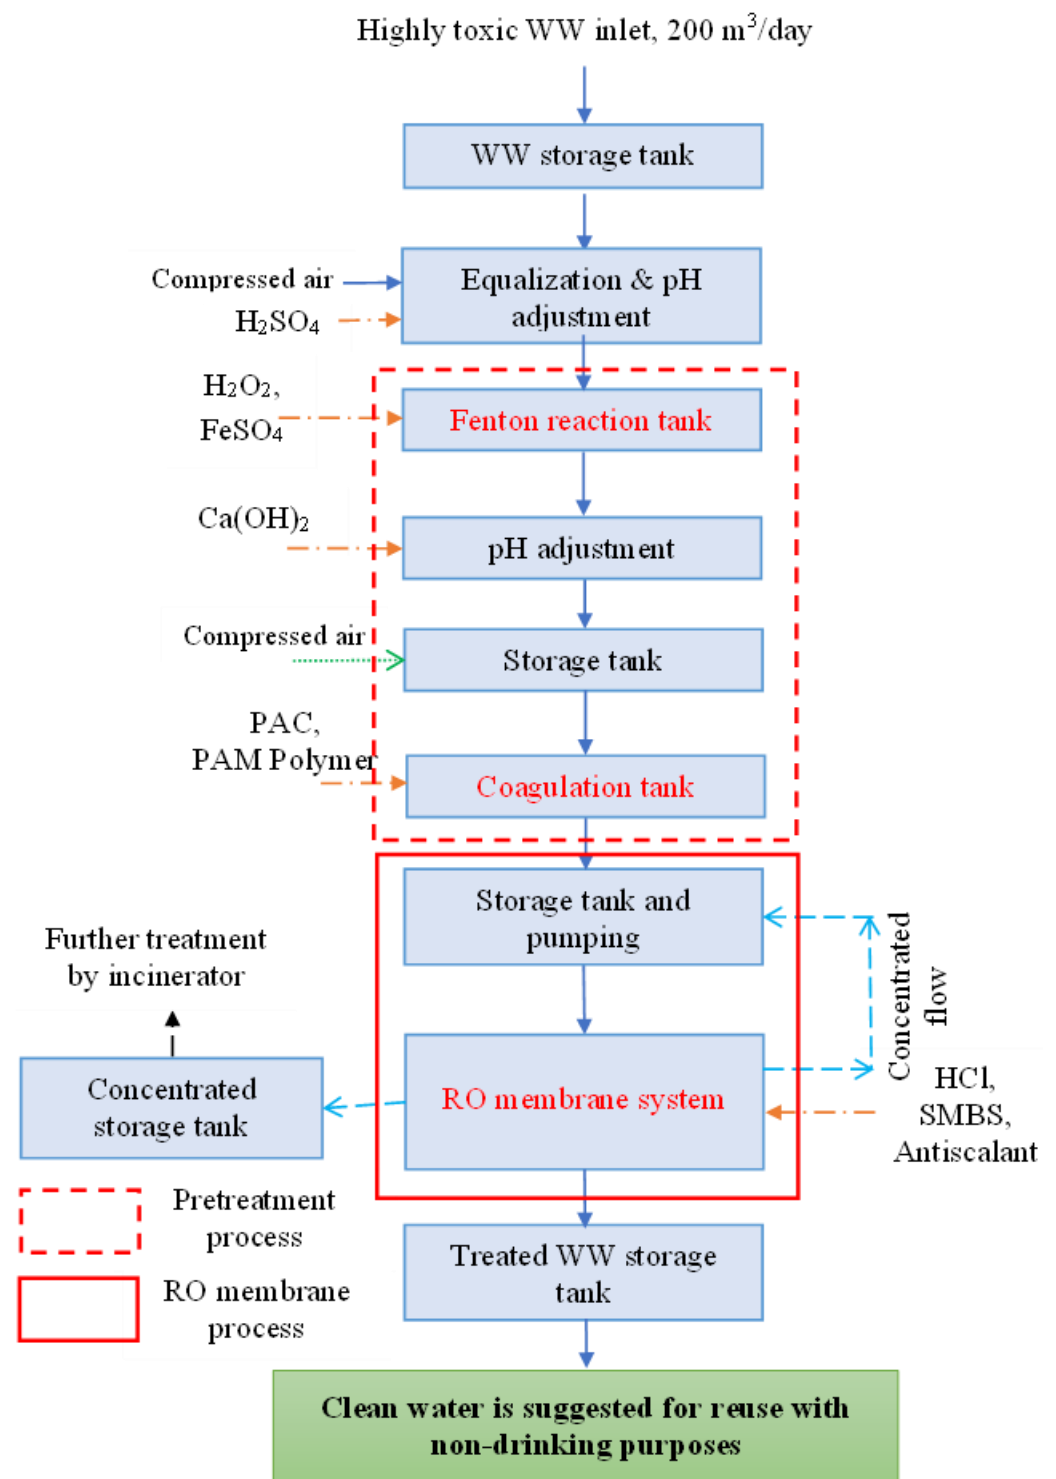 Highly toxic WW inlet, 200 m³/day
WW storage tank
Compressed air
H₂SO₄
Equalization & pH
adjustment
H₂O₂,
FeSO₄
Fenton reaction tank
Ca(OH)₂
pH adjustment
Compressed air
Storage tank
PAC,
PAM Polymer
Coagulation tank
Storage tank and
pumping
Further treatment
by incinerator
Concentrated
flow
Concentrated
storage tank
RO membrane system
HCl,
SMBS,
Antiscalant
Pretreatment
process
RO membrane
process
Treated WW storage
tank
Clean water is suggested for reuse with
non-drinking purposes